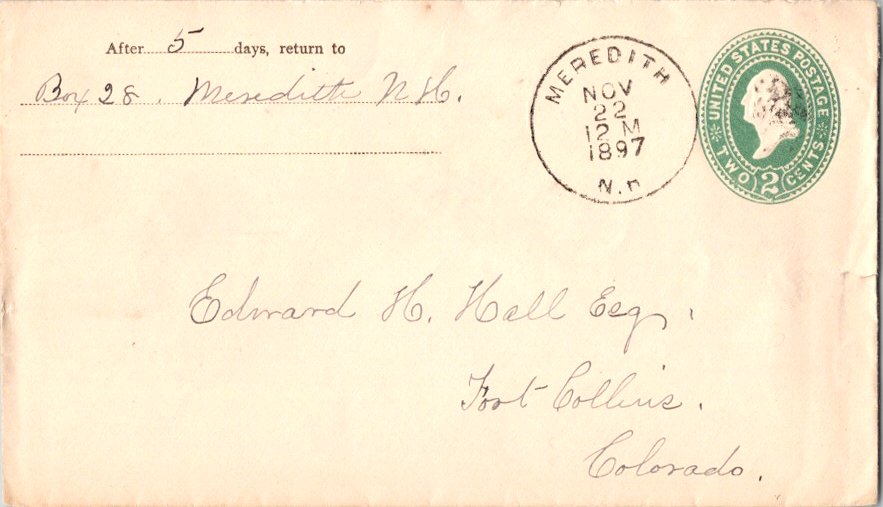 After 5 days, return to
Box 28. Meredith N H.
MEREDITH
NOV
22
12 M
1897
N.H
UNITED STATES POSTAGE
TWO 2 CENTS
Edward H. Hall Esq.
Fort Collins.
Colorado.